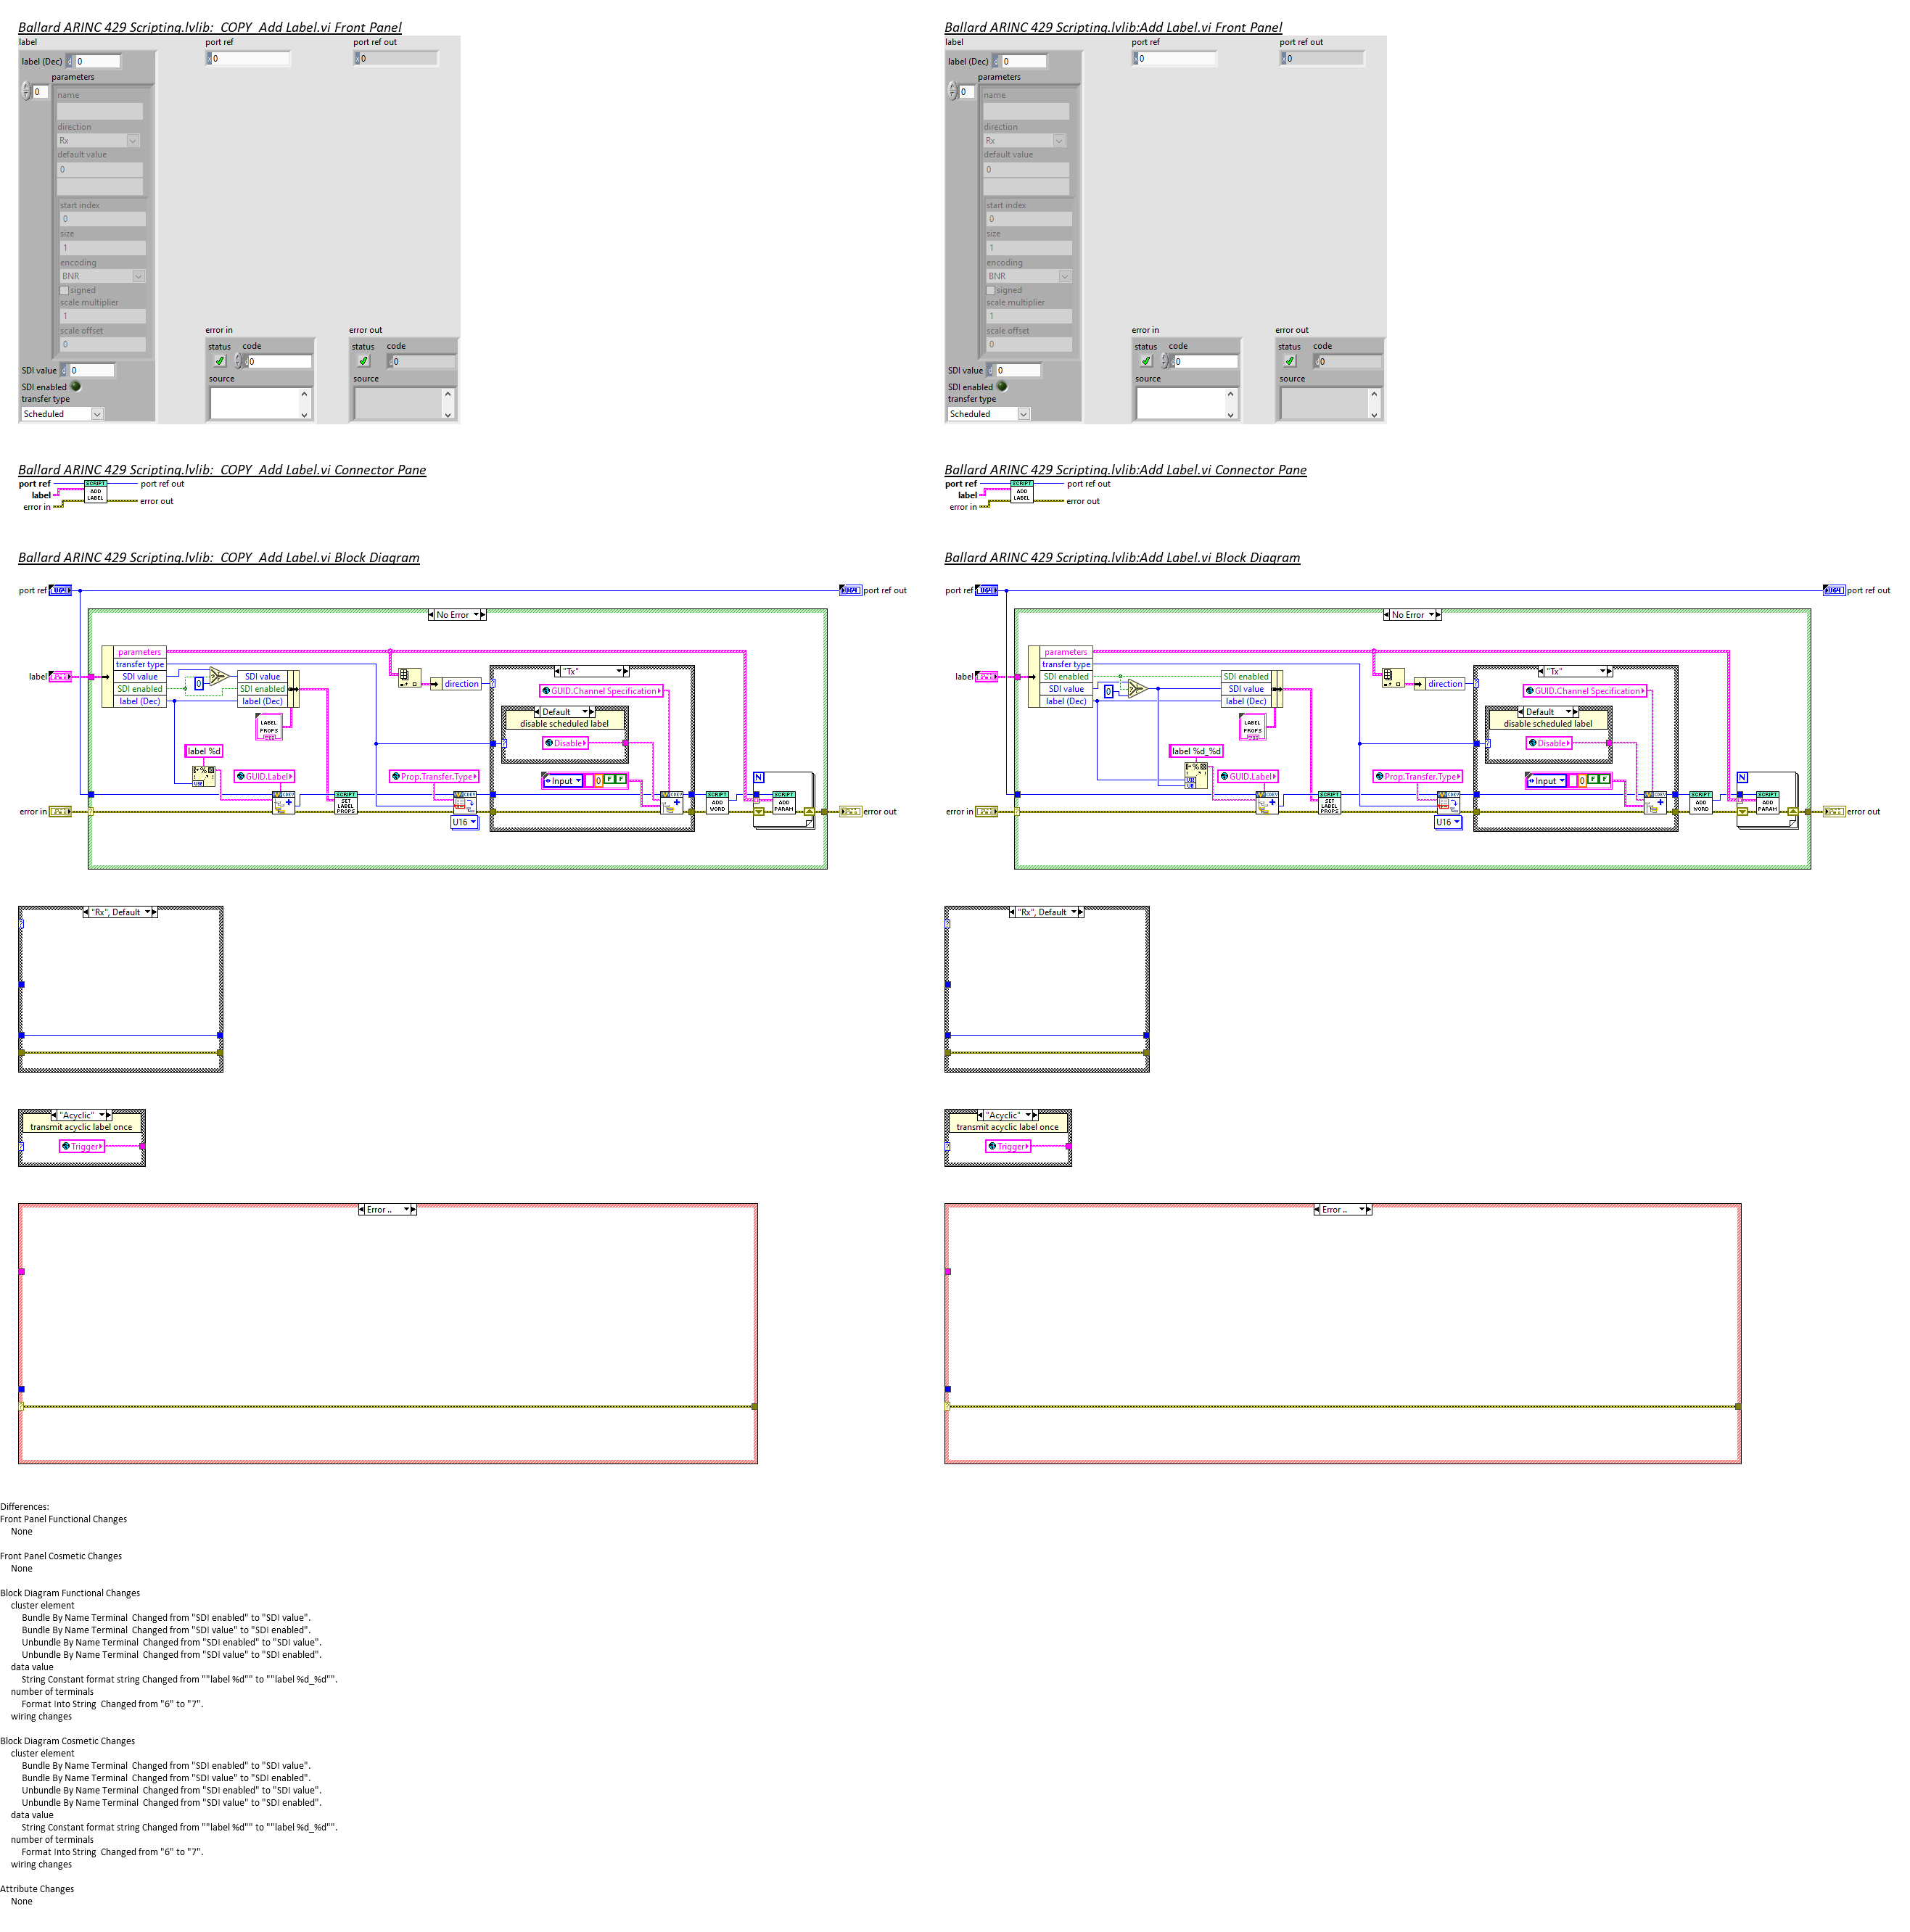 Ballard ARINC 429 Scripting.lvlib:  COPY  Add Label.vi Front Panel
label
port ref
port ref out
label (Dec)
d
0
x
0
x
0
parameters
0
name
direction
Rx
default value
0
start index
0
size
1
encoding
BNR
signed
scale multiplier
1
scale offset
0
SDI value
d
0
SDI enabled
transfer type
Scheduled
error in
status
code
d
0
source
error out
status
code
d
0
source
Ballard ARINC 429 Scripting.lvlib:Add Label.vi Front Panel
label
port ref
port ref out
label (Dec)
d
0
x
0
x
0
parameters
0
name
direction
Rx
default value
0
start index
0
size
1
encoding
BNR
signed
scale multiplier
1
scale offset
0
SDI value
d
0
SDI enabled
transfer type
Scheduled
error in
status
code
d
0
source
error out
status
code
d
0
source
Ballard ARINC 429 Scripting.lvlib:  COPY  Add Label.vi Connector Pane
port ref
label
error in
SCRIPT
ADD
LABEL
port ref out
error out
Ballard ARINC 429 Scripting.lvlib:Add Label.vi Connector Pane
port ref
label
error in
SCRIPT
ADD
LABEL
port ref out
error out
Ballard ARINC 429 Scripting.lvlib:  COPY  Add Label.vi Block Diagram
port ref
port ref out
No Error
label
parameters
transfer type
SDI value
SDI enabled
label (Dec)
0
SDI value
SDI enabled
label (Dec)
LABEL
PROPS
direction
"Tx"
GUID.Channel Specification
Default
disable scheduled label
Disable
label %d
GUID.Label
Prop.Transfer.Type
Input
0
F
F
N
error in
SCRIPT
SET
LABEL
PROPS
U16
SCRIPT
ADD
WORD
SCRIPT
ADD
PARAM
error out
"Rx", Default
"Acyclic"
transmit acyclic label once
Trigger
Error ..
Ballard ARINC 429 Scripting.lvlib:Add Label.vi Block Diagram
port ref
port ref out
No Error
label
parameters
transfer type
SDI enabled
SDI value
label (Dec)
0
SDI enabled
SDI value
label (Dec)
LABEL
PROPS
direction
"Tx"
GUID.Channel Specification
Default
disable scheduled label
Disable
label %d_%d
GUID.Label
Prop.Transfer.Type
Input
0
F
F
N
error in
SCRIPT
SET
LABEL
PROPS
U16
SCRIPT
ADD
WORD
SCRIPT
ADD
PARAM
error out
"Rx", Default
"Acyclic"
transmit acyclic label once
Trigger
Error ..
Differences:
Front Panel Functional Changes
None
Front Panel Cosmetic Changes
None
Block Diagram Functional Changes
cluster element
Bundle By Name Terminal  Changed from "SDI enabled" to "SDI value".
Bundle By Name Terminal  Changed from "SDI value" to "SDI enabled".
Unbundle By Name Terminal  Changed from "SDI enabled" to "SDI value".
Unbundle By Name Terminal  Changed from "SDI value" to "SDI enabled".
data value
String Constant format string Changed from ""label %d"" to ""label %d_%d"".
number of terminals
Format Into String  Changed from "6" to "7".
wiring changes
Block Diagram Cosmetic Changes
cluster element
Bundle By Name Terminal  Changed from "SDI enabled" to "SDI value".
Bundle By Name Terminal  Changed from "SDI value" to "SDI enabled".
Unbundle By Name Terminal  Changed from "SDI enabled" to "SDI value".
Unbundle By Name Terminal  Changed from "SDI value" to "SDI enabled".
data value
String Constant format string Changed from ""label %d"" to ""label %d_%d"".
number of terminals
Format Into String  Changed from "6" to "7".
wiring changes
Attribute Changes
None